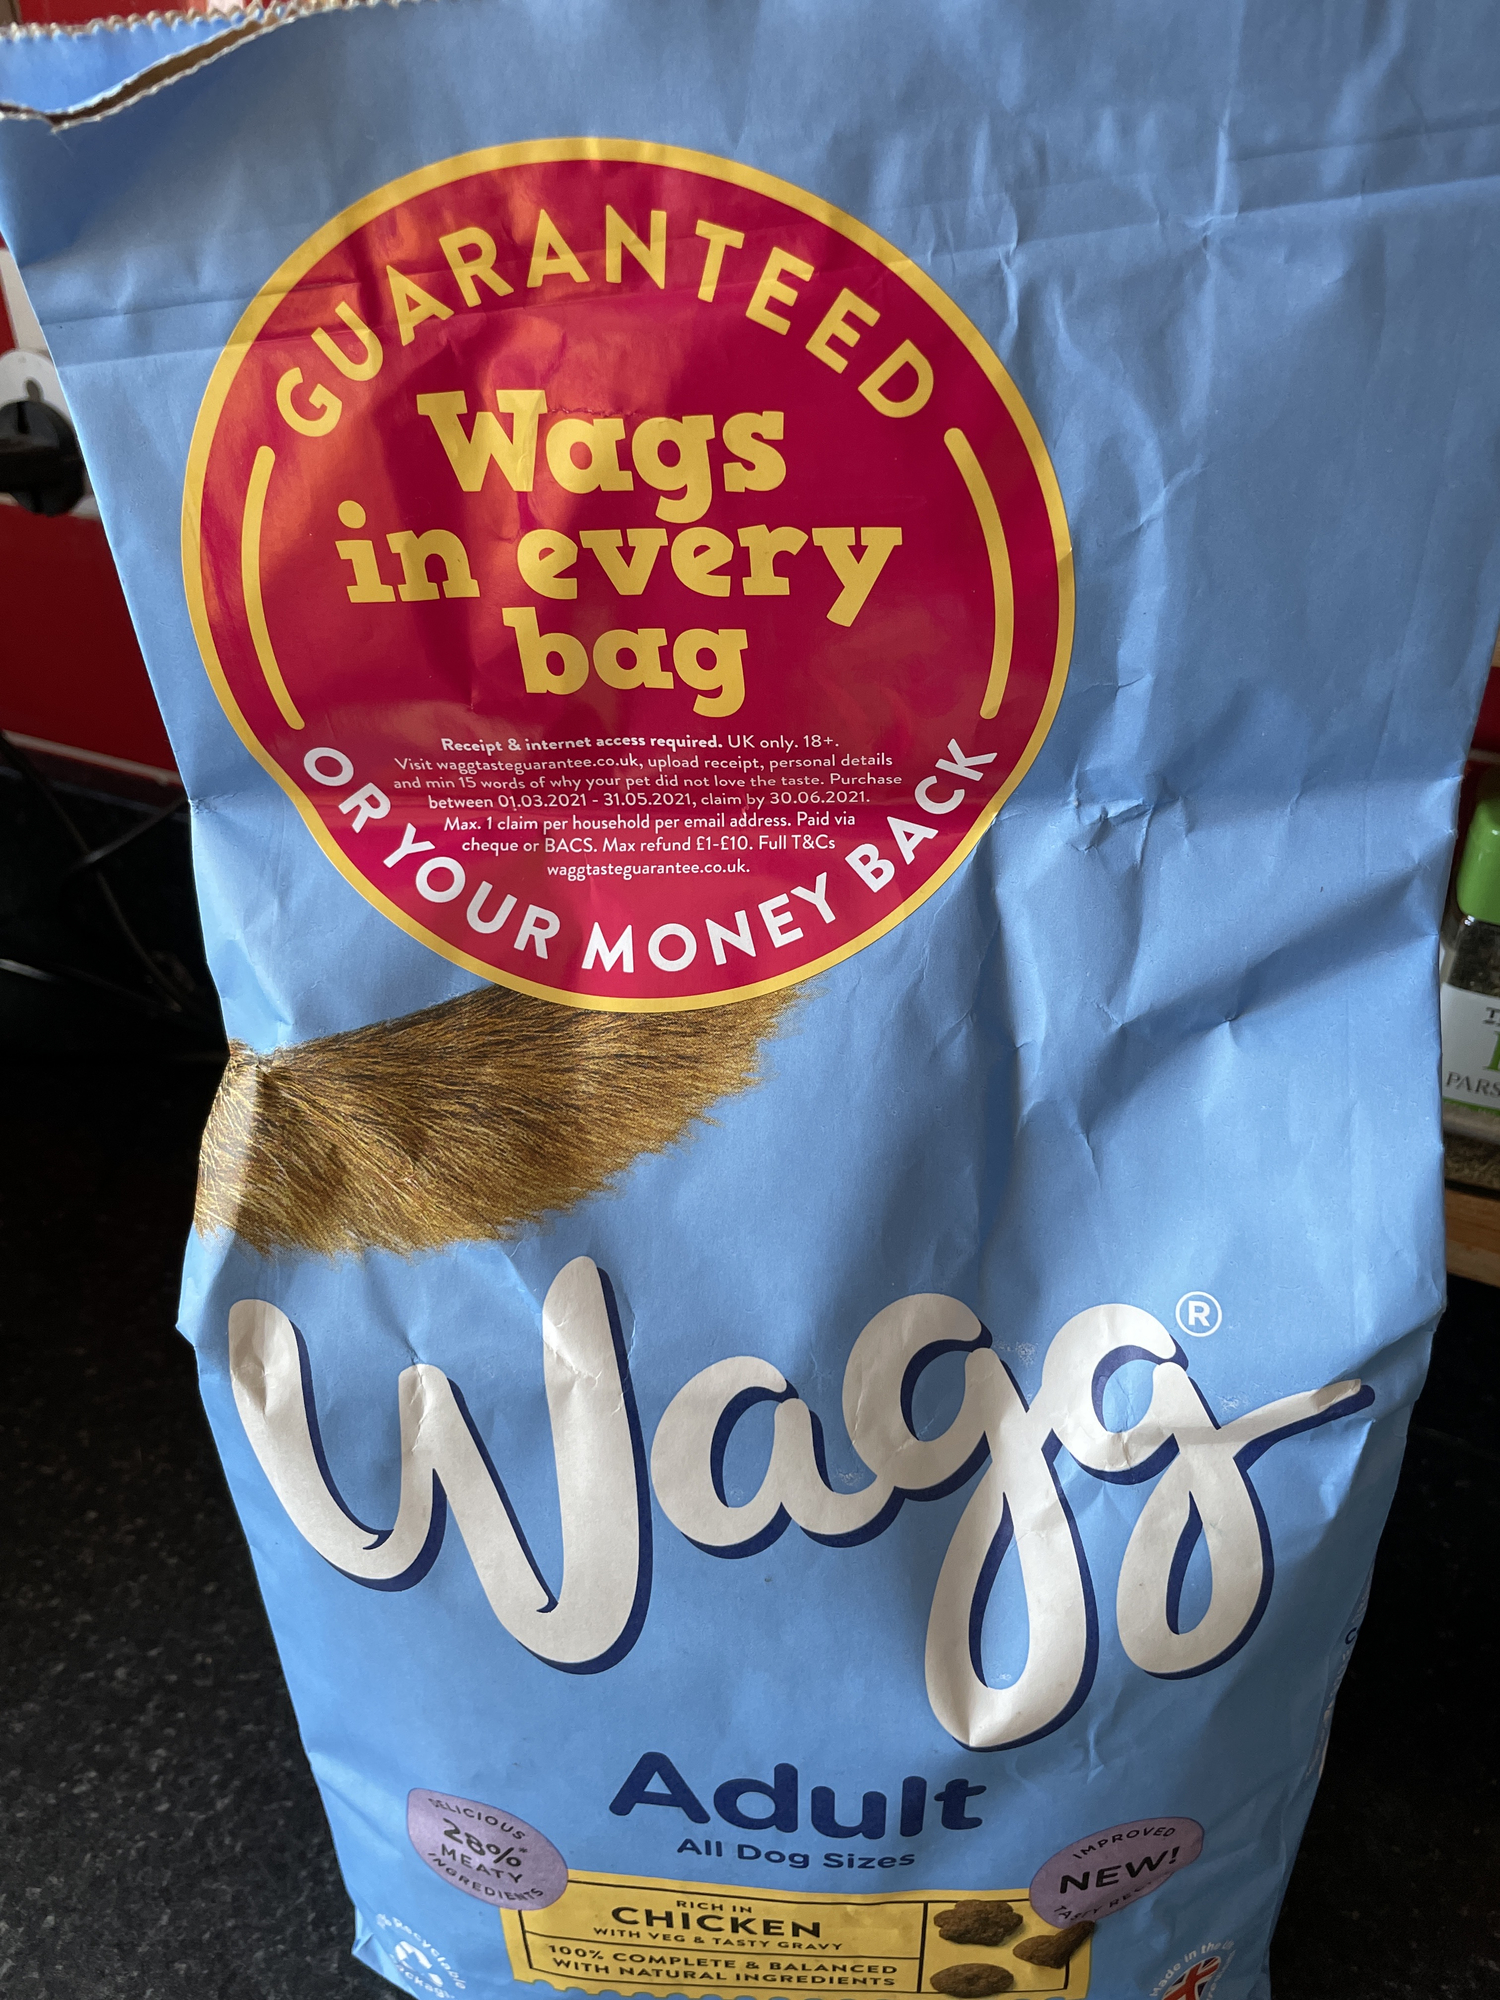 GUARANTEED
Wags
in every
bag
Receipt & internet access required. UK only. 18+.
Visit waggtasteguarantee.co.uk, upload receipt, personal details
and min 15 words of why your pet did not love the taste. Purchase
between 01.03.2021 - 31.05.2021, claim by 30.06.2021.
Max. 1 claim per household per email address. Paid via
cheque or BACS. Max refund £1-£10. Full T&Cs
waggtasteguarantee.co.uk.
OR YOUR MONEY BACK
Wagg®
Adult
All Dog Sizes
DELICIOUS
28%*
MEATY
INGREDIENTS
IMPROVED
NEW!
RICH IN
CHICKEN
WITH VEG & TASTY GRAVY
100% COMPLETE & BALANCED
WITH NATURAL INGREDIENTS
Recyclable
Made in the